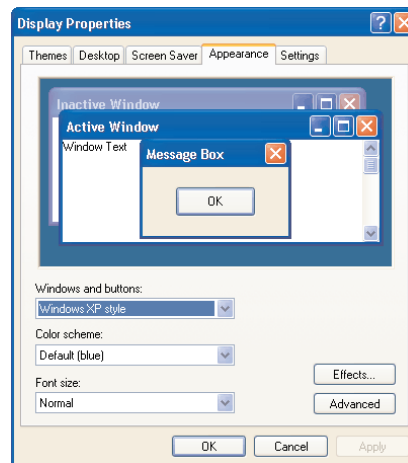 Display Properties
Themes Desktop Screen Saver Appearance Settings
Inactive Window
Active Window
Window Text
Message Box
OK
Windows and buttons:
Windows XP style
Color scheme:
Default (blue)
Effects...
Font size:
Normal
Advanced
OK Cancel Apply